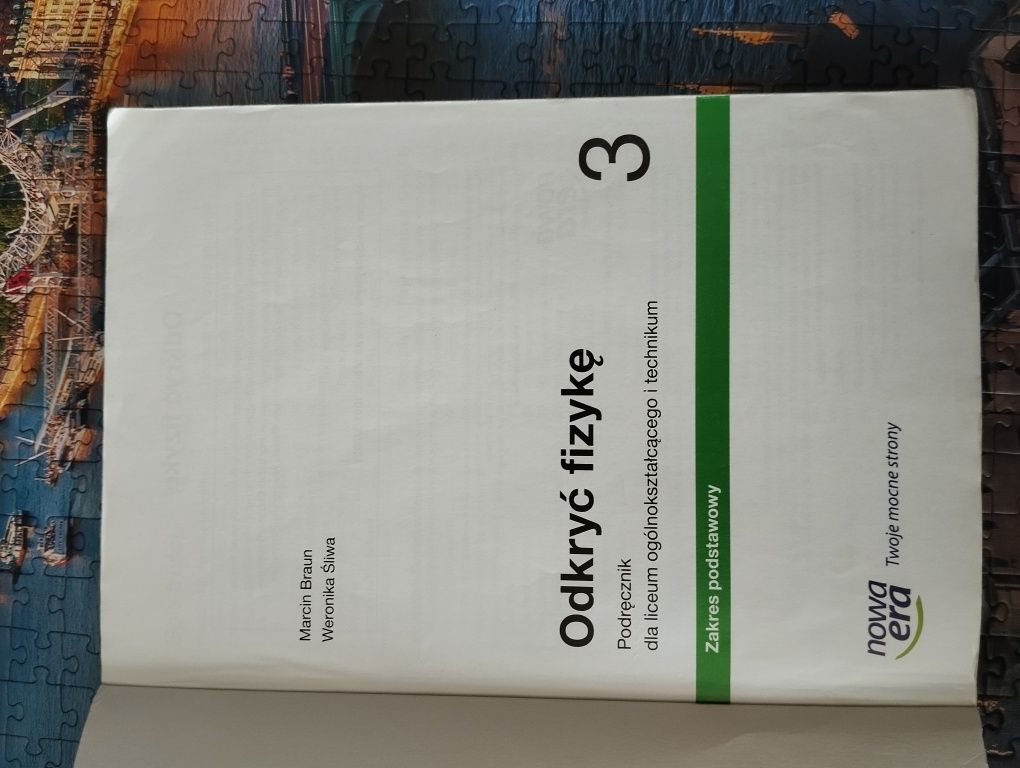 Marcin Braun
Weronika Śliwa
Odkryć fizykę 3
Podręcznik
dla liceum ogólnokształcącego i technikum
Zakres podstawowy
nowa
era Twoje mocne strony